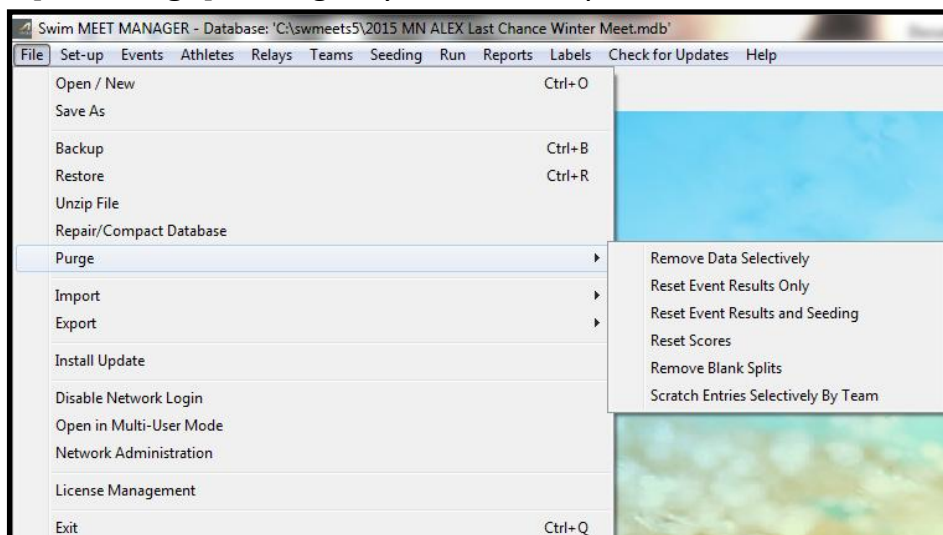 Swim MEET MANAGER - Database: 'C:\swmeets5\2015 MN ALEX Last Chance Winter Meet.mdb'
File Set-up Events Athletes Relays Teams Seeding Run Reports Labels Check for Updates Help
Open / New Ctrl+O
Save As
Backup Ctrl+B
Restore Ctrl+R
Unzip File
Repair/Compact Database
Purge
Import
Export
Install Update
Disable Network Login
Open in Multi-User Mode
Network Administration
License Management
Exit Ctrl+Q
Remove Data Selectively
Reset Event Results Only
Reset Event Results and Seeding
Reset Scores
Remove Blank Splits
Scratch Entries Selectively By Team